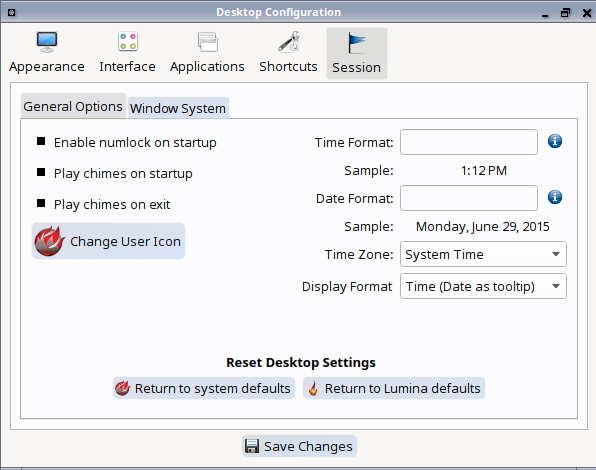 Desktop Configuration
Appearance Interface Applications Shortcuts Session
General Options Window System
Enable numlock on startup
Play chimes on startup
Play chimes on exit
Change User Icon
Time Format:
Sample: 1:12 PM
Date Format:
Sample: Monday, June 29, 2015
Time Zone: System Time
Display Format Time (Date as tooltip)
Reset Desktop Settings
Return to system defaults Return to Lumina defaults
Save Changes